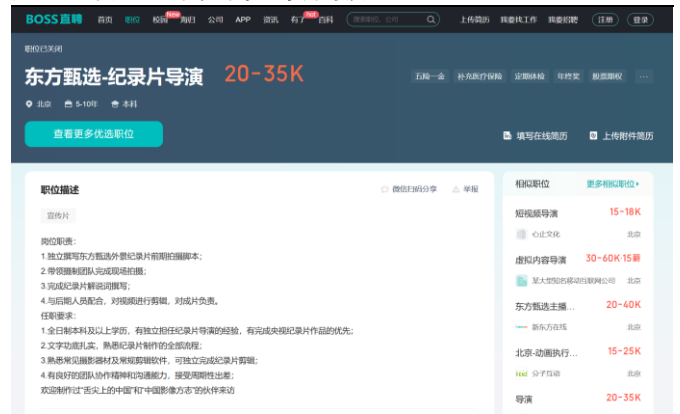 BOSS直聘 首页 职位 校园 New 海归 公司 APP 资讯 有了 hot 百科 搜索职位、公司 上传简历 我要找工作 我要招聘 注册 登录
职位已关闭
东方甄选-纪录片导演 20-35K
五险一金 补充医疗保险 定期体检 年终奖 股票期权 ...
北京 5-10年 本科
查看更多优选职位
填写在线简历 上传附件简历
职位描述
微信扫码分享 举报
宣传片
岗位职责:
1.独立撰写东方甄选外景纪录片前期拍摄脚本;
2.带领摄制团队完成现场拍摄;
3.完成纪录片解说词撰写;
4.与后期人员配合,对视频进行剪辑,对成片负责。
任职要求:
1.全日制本科及以上学历,有独立担任纪录片导演的经验,有完成央视纪录片作品的优先;
2.文字功底扎实,熟悉纪录片制作的全部流程;
3.熟悉常见摄影器材及常规剪辑软件,可独立完成纪录片剪辑;
4.有良好的团队协作精神和沟通能力,接受周期性出差;
欢迎制作过“舌尖上的中国”和“中国影像方志”的伙伴来访
相似职位 更多相似职位
短视频导演 15-18K
心止文化 北京
虚拟内容导演 30-60K·15薪
某大型知名移动互联网公司 北京
东方甄选主播... 20-40K
新东方在线 北京
北京-动画执行... 15-25K
分子互动 北京
导演 20-35K